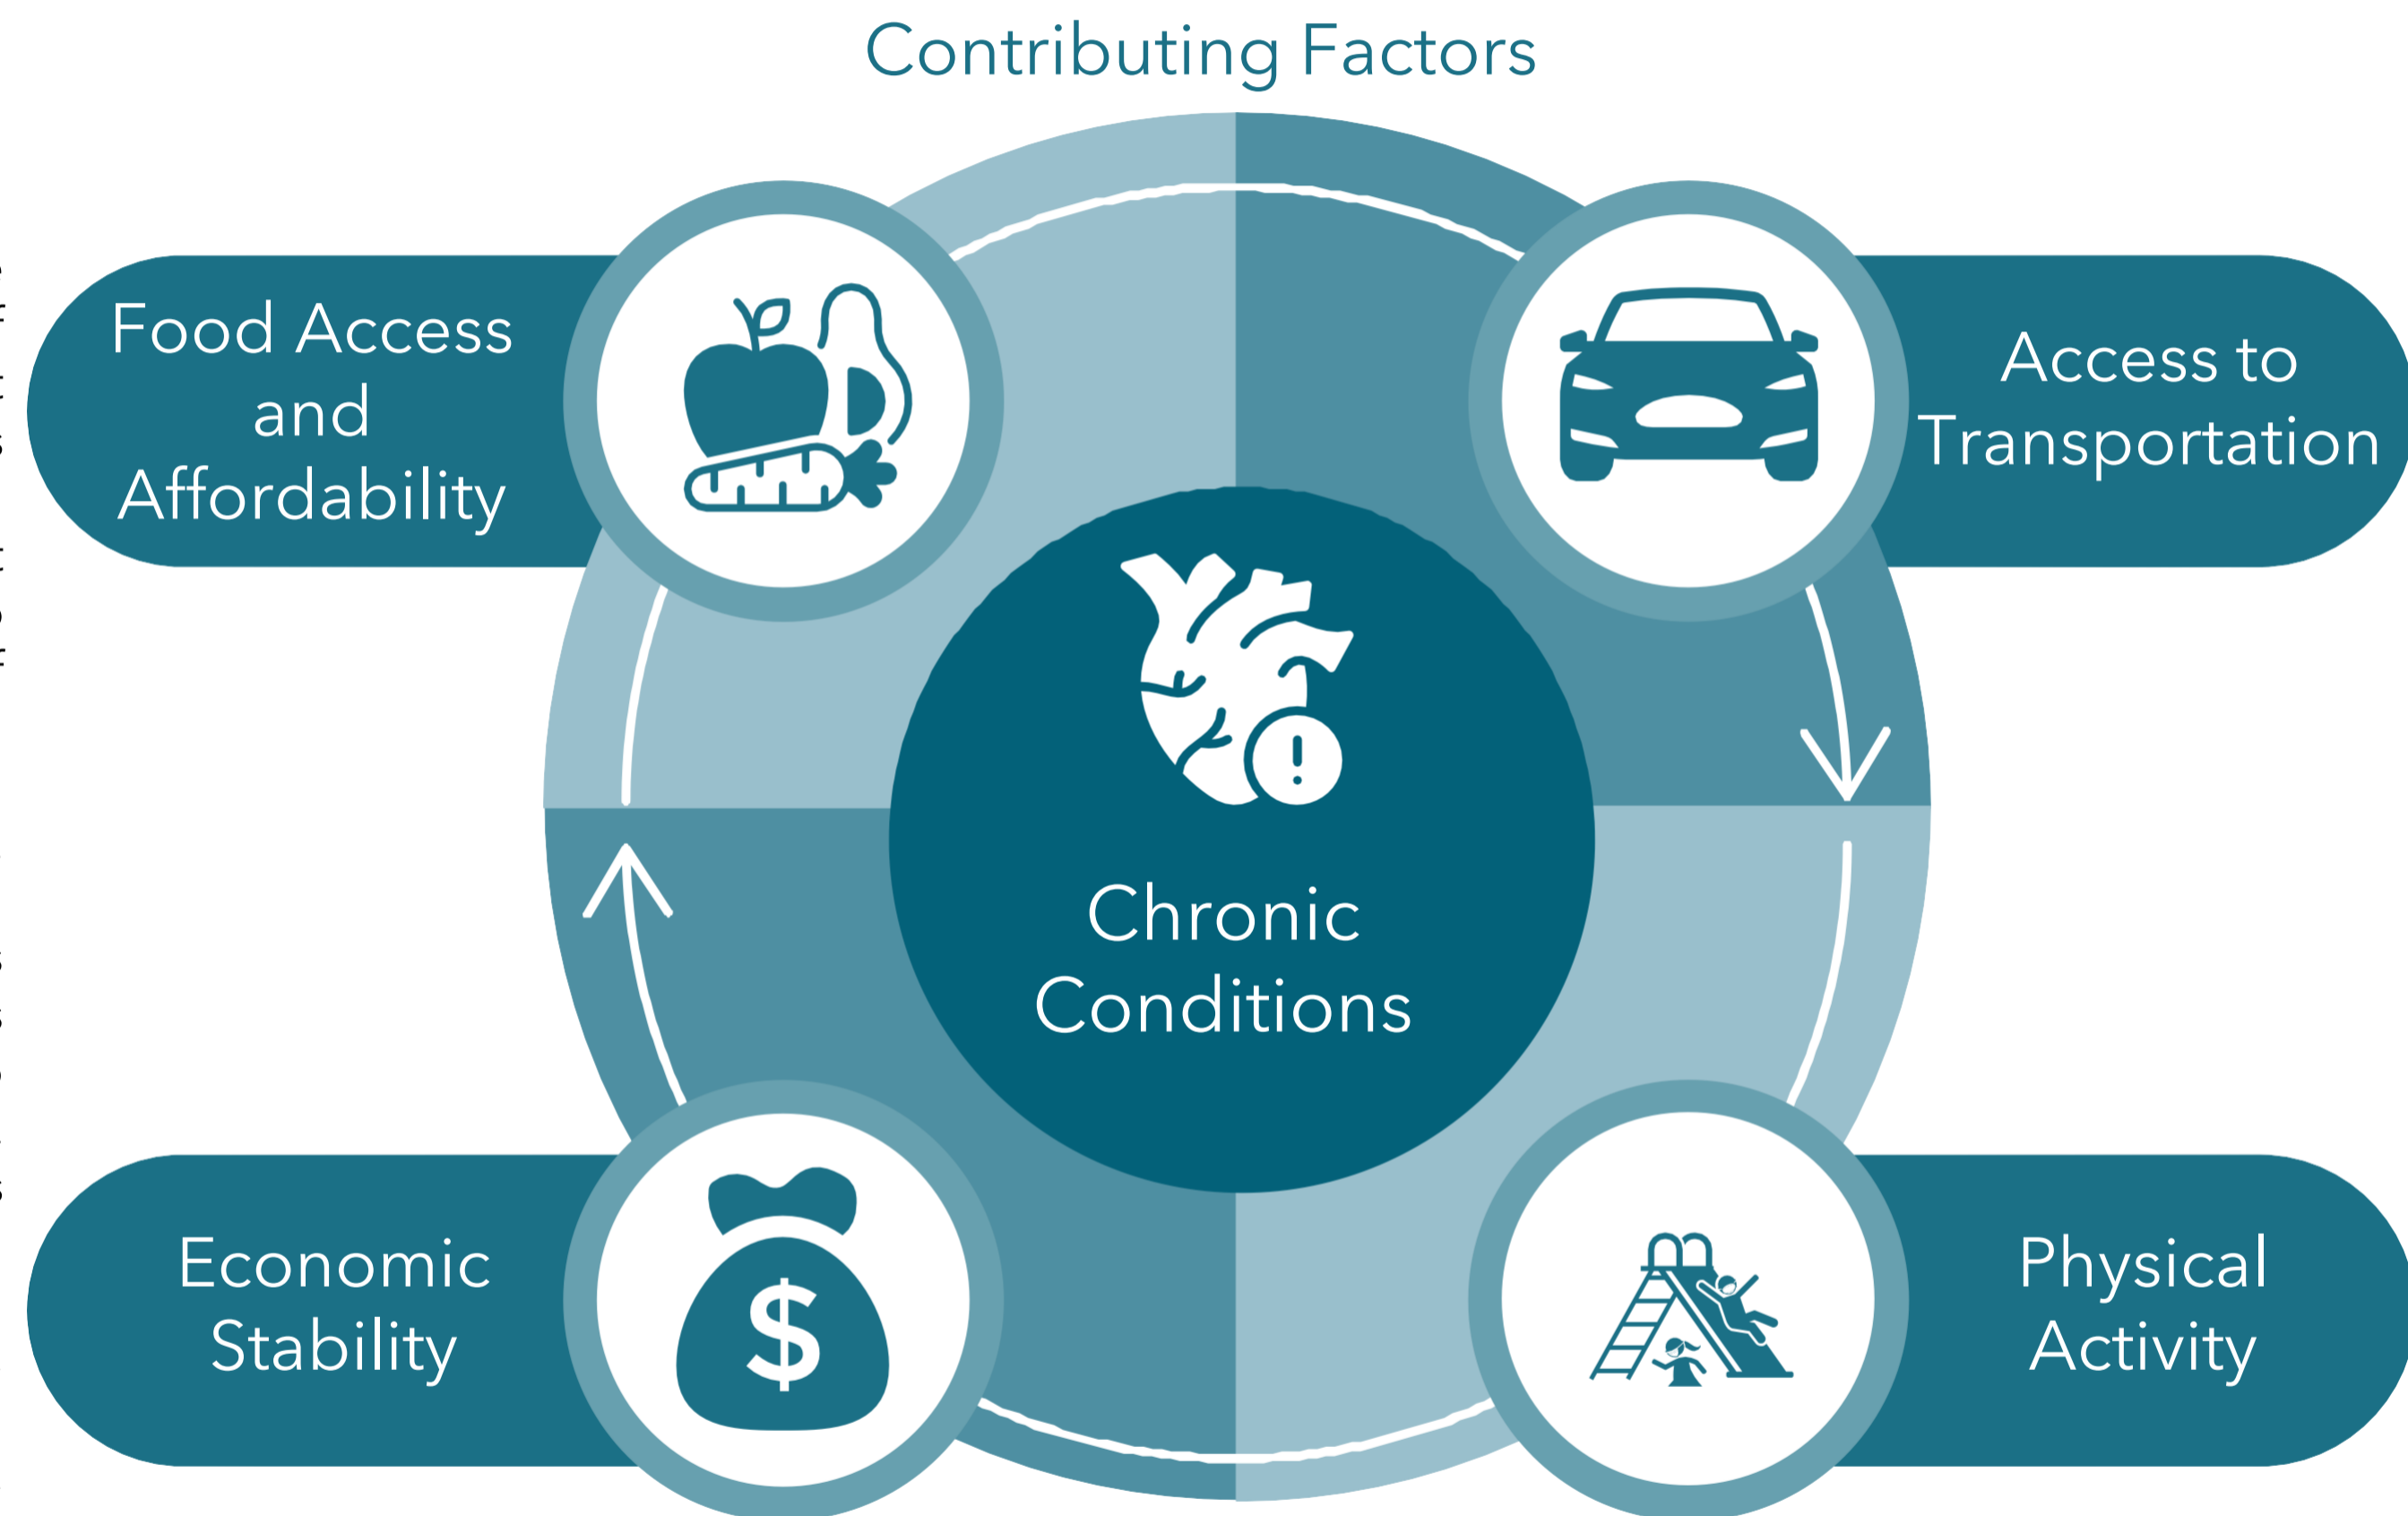 Contributing Factors
Food Access
and
Affordability
Access to
Transportation
Chronic
Conditions
Economic
Stability
$
Physical
Activity